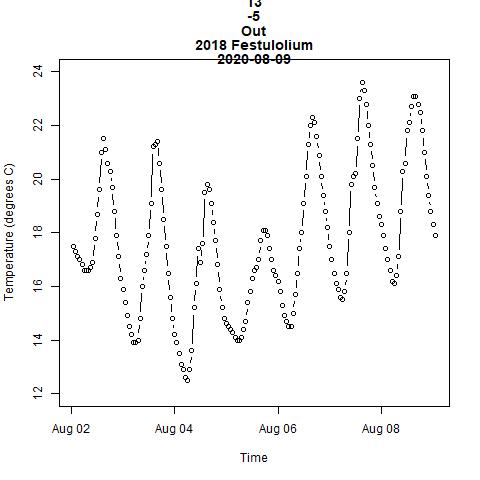 13
-5
Out
2018 Festulolium
2020-08-09
24
22
20
18
16
14
12
Temperature (degrees C)
Aug 02
Aug 04
Aug 06
Aug 08
Time